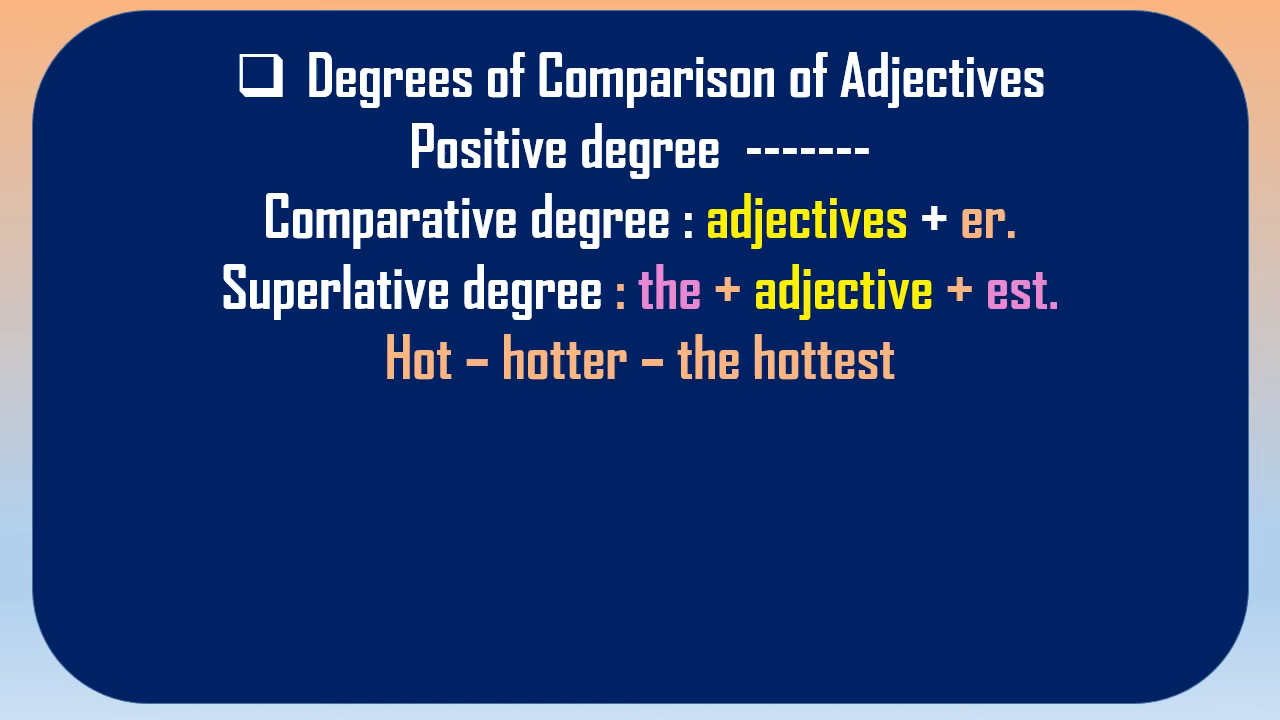 ❑ Degrees of Comparison of Adjectives
Positive degree -------
Comparative degree : adjectives + er.
Superlative degree : the + adjective + est.
Hot – hotter – the hottest